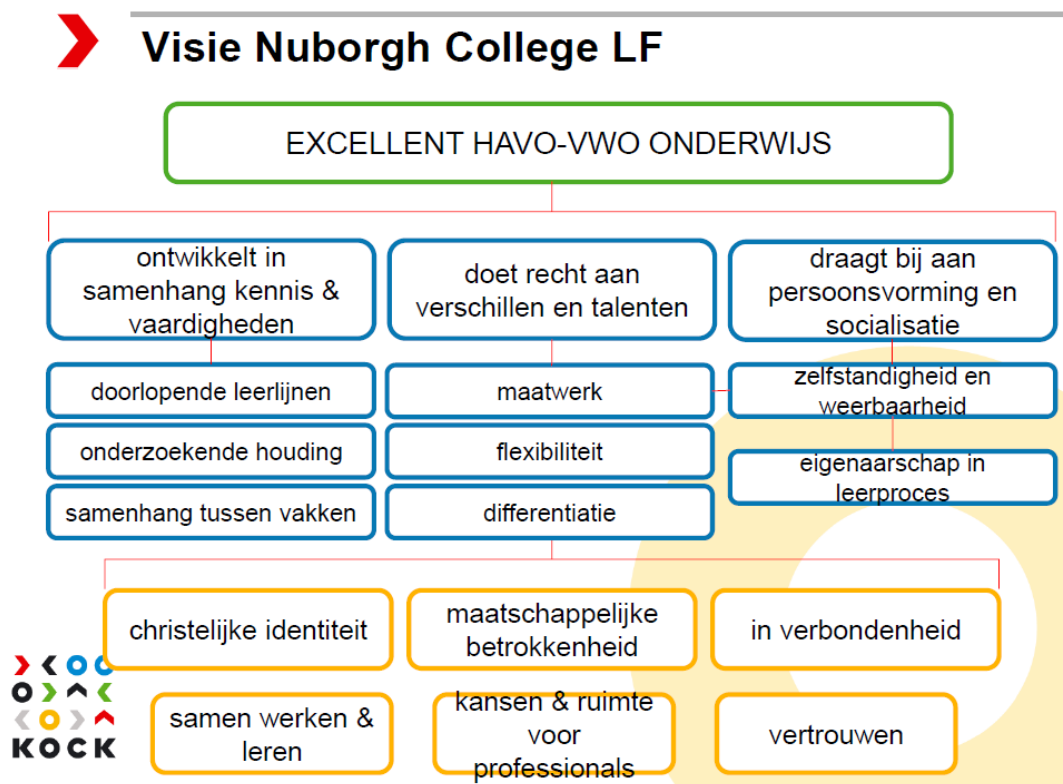 Visie Nuborgh College LF
EXCELLENT HAVO-VWO ONDERWIJS
ontwikkelt in
samenhang kennis &
vaardigheden
doet recht aan
verschillen en talenten
draagt bij aan
persoonsvorming en
socialisatie
doorlopende leerlijnen
maatwerk
zelfstandigheid en
weerbaarheid
onderzoekende houding
flexibiliteit
eigenaarschap in
leerproces
samenhang tussen vakken
differentiatie
christelijke identiteit
maatschappelijke
betrokkenheid
in verbondenheid
samen werken &
leren
kansen & ruimte
voor
professionals
vertrouwen
KOCK